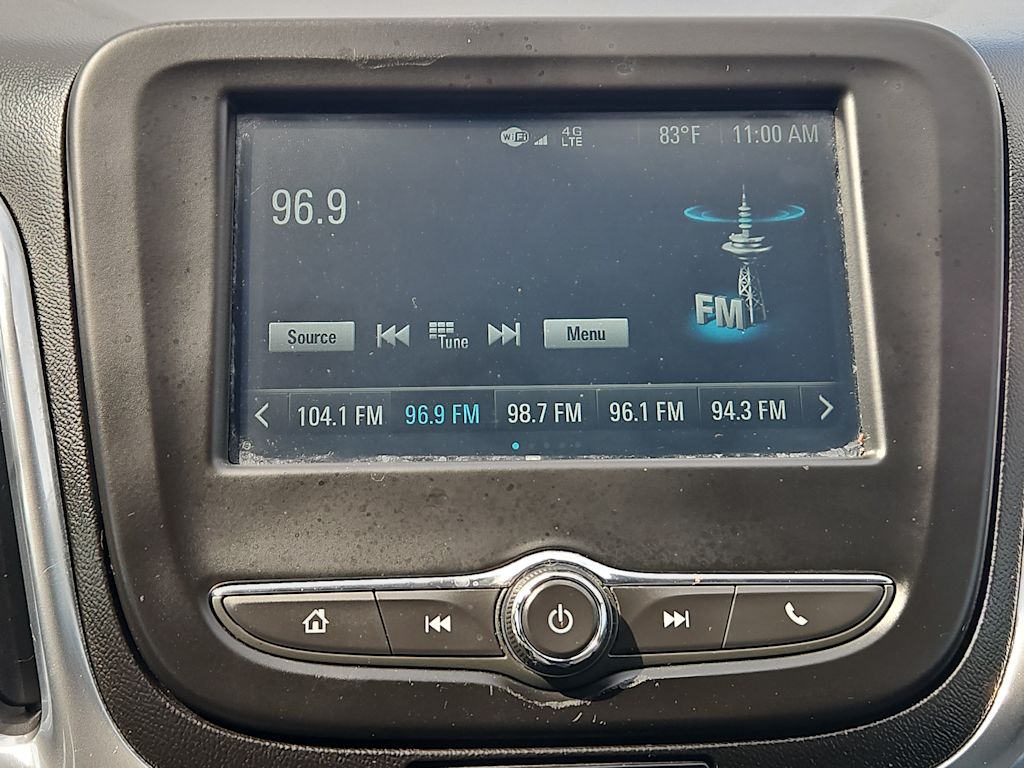 WiFi 4G LTE 83°F 11:00 AM
96.9
FM
Source Tune Menu
104.1 FM 96.9 FM 98.7 FM 96.1 FM 94.3 FM